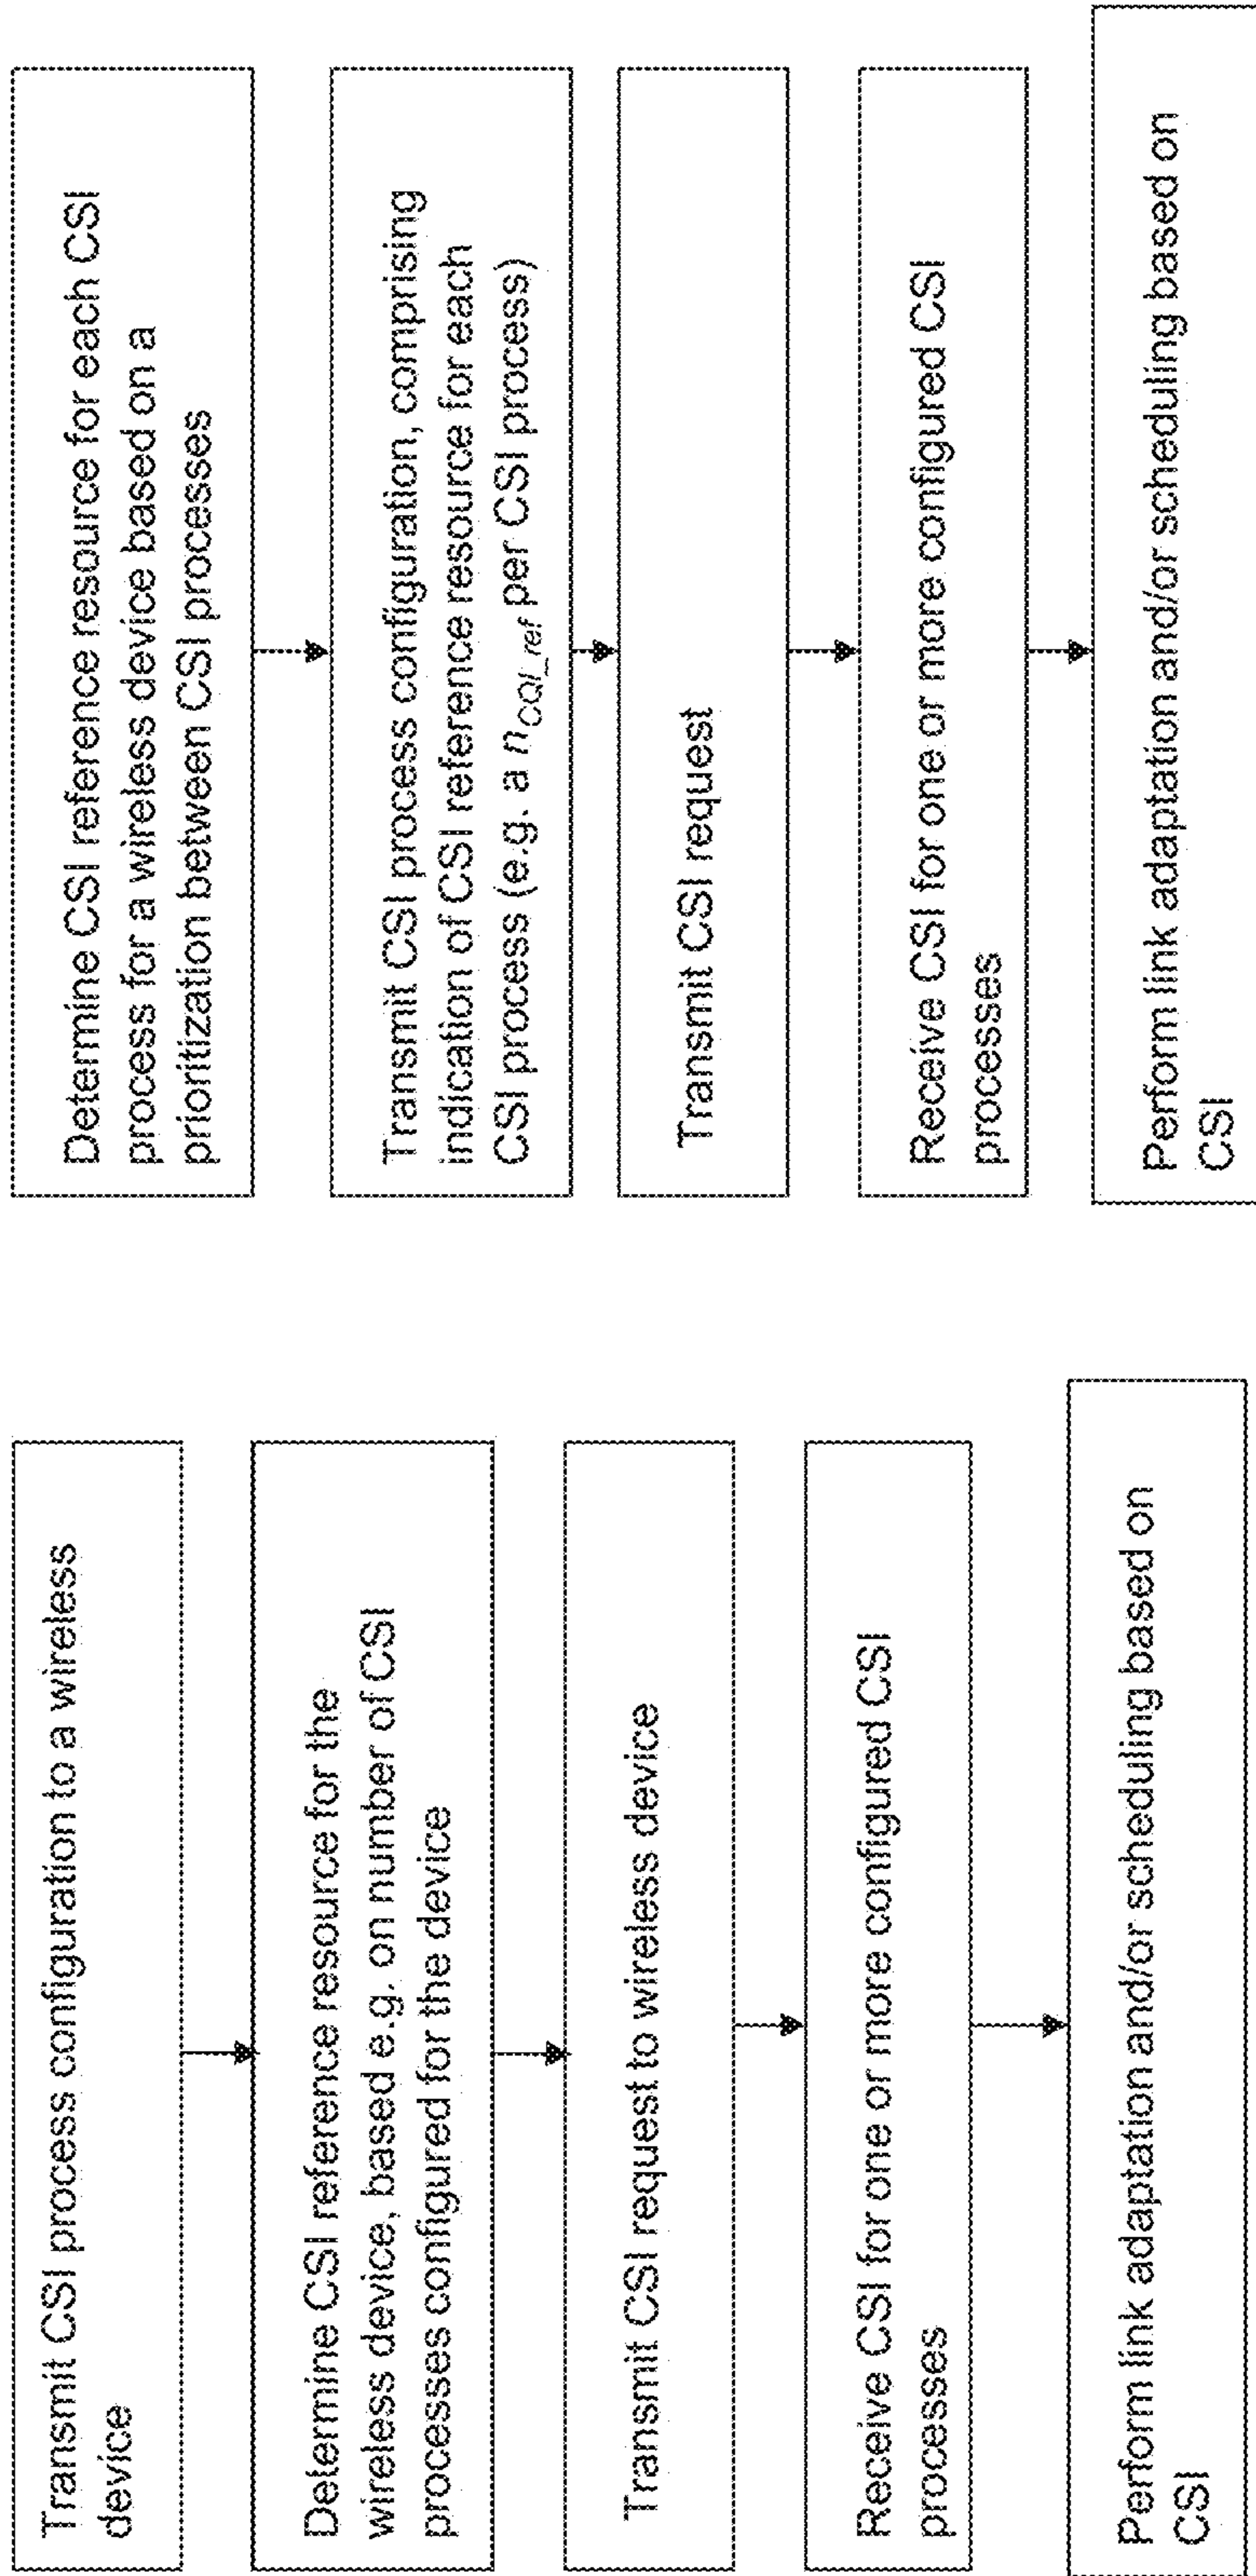 Transmit CSI process configuration to a wireless
device
Determine CSI reference resource for the
wireless device, based e.g. on number of CSI
processes configured for the device
Transmit CSI request to wireless device
Receive CSI for one or more configured CSI
processes
Perform link adaptation and/or scheduling based on
CSI
Determine CSI reference resource for each CSI
process for a wireless device based on a
prioritization between CSI processes
Transmit CSI process configuration, comprising
indication of CSI reference resource for each
CSI process (e.g. a n_CQI_ref per CSI process)
Transmit CSI request
Receive CSI for one or more configured CSI
processes
Perform link adaptation and/or scheduling based on
CSI